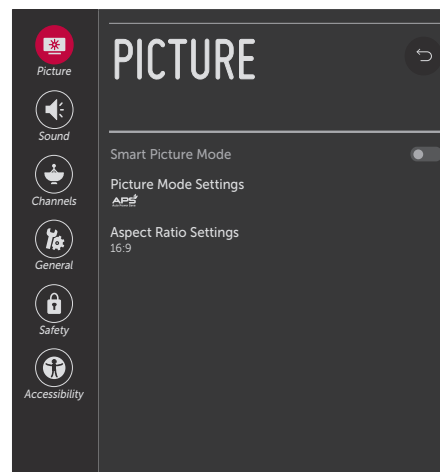 PICTURE
Picture
Sound
Channels
General
Safety
Accessibility
Smart Picture Mode
Picture Mode Settings
APS
Aspect Ratio Settings
16:9